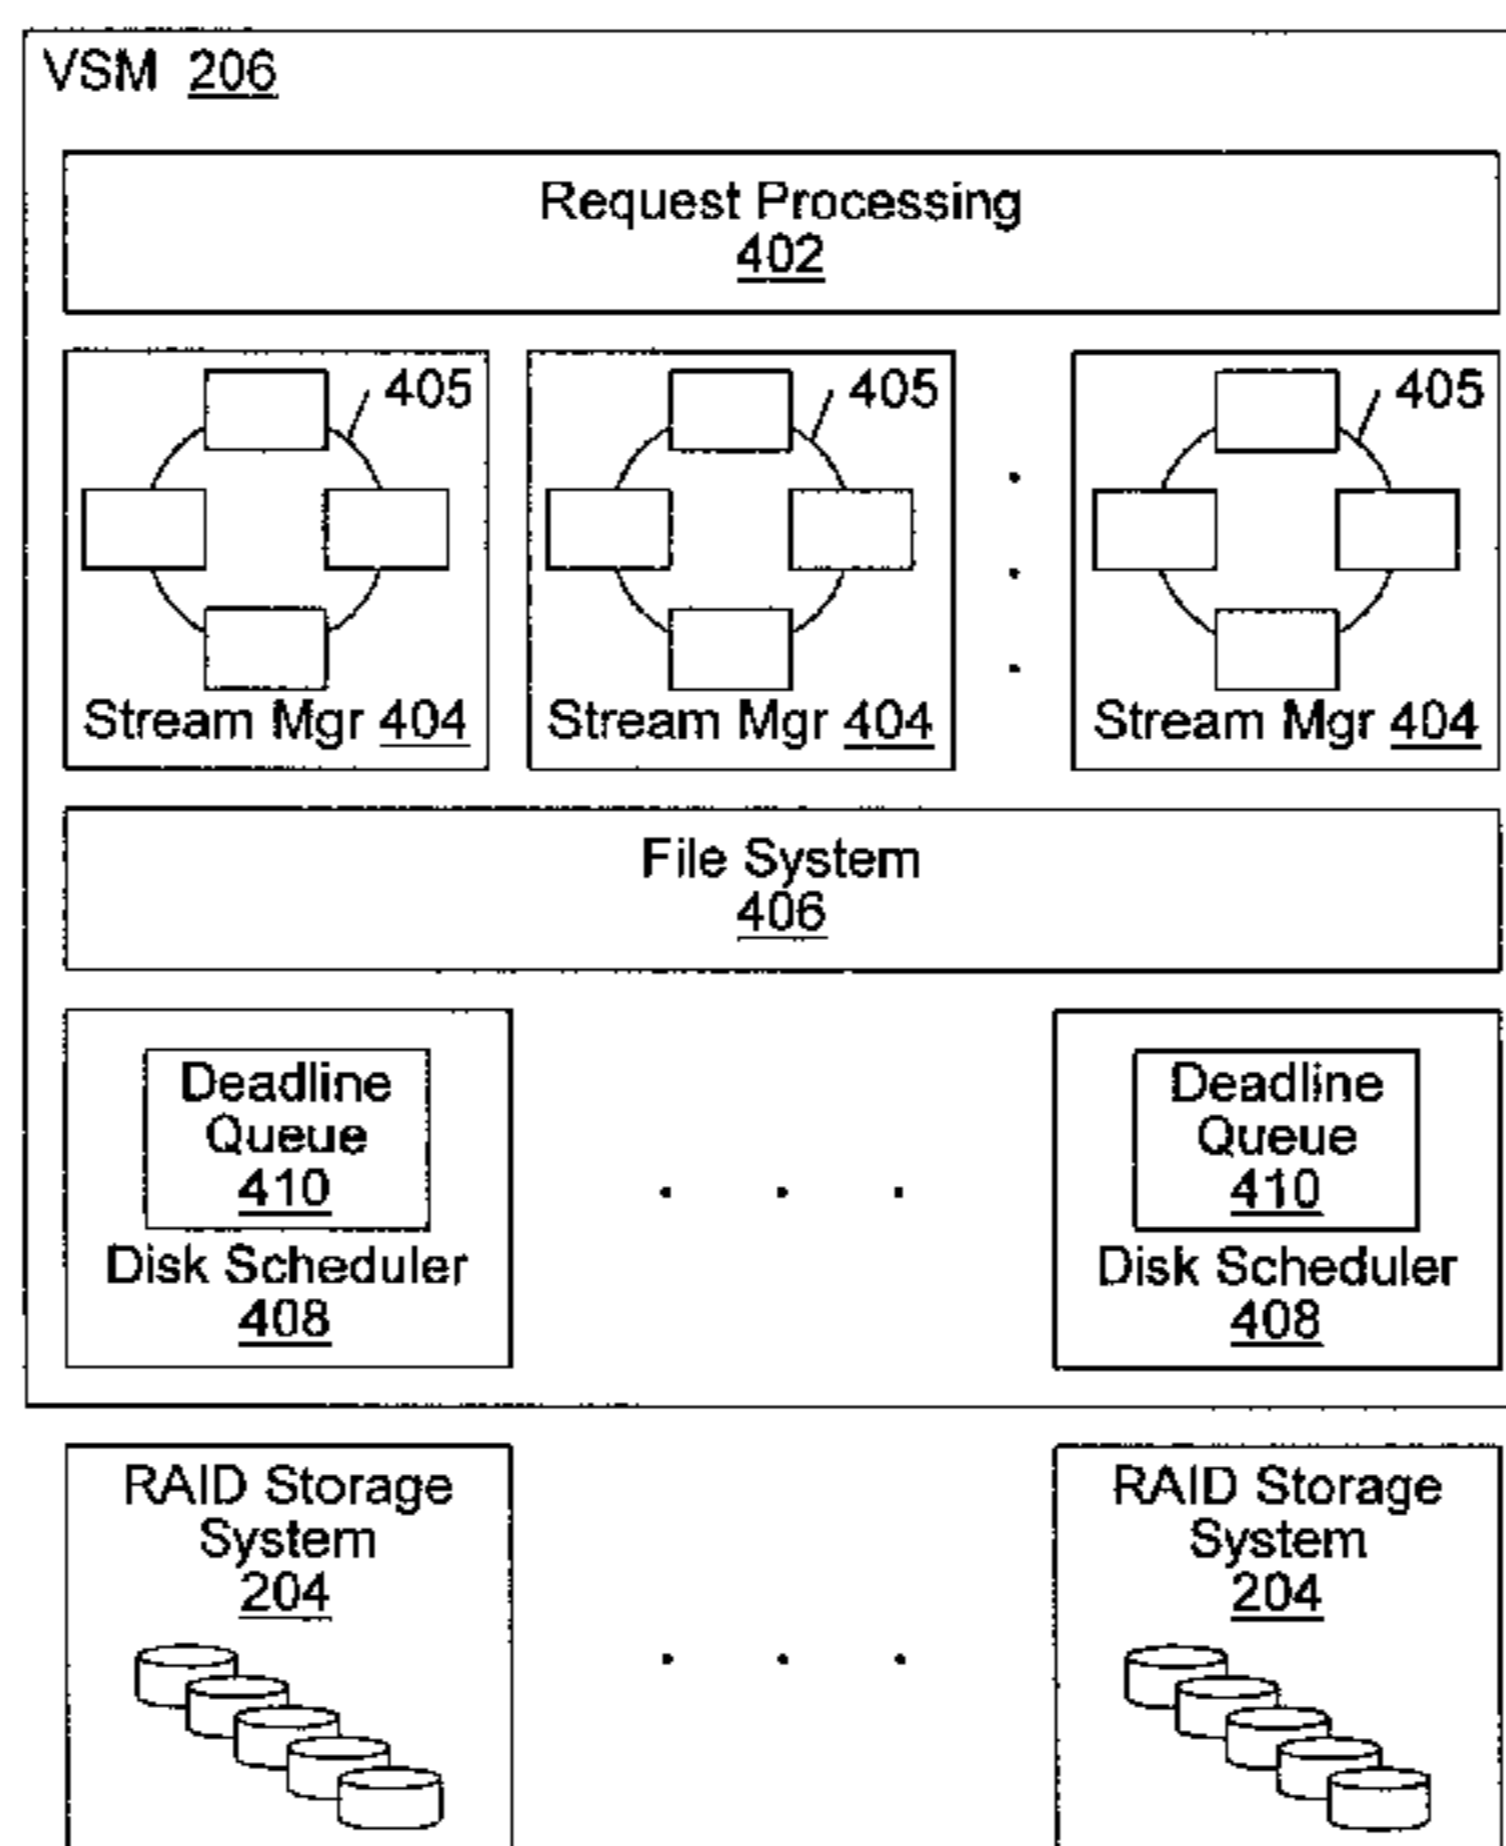 VSM 206
Request Processing
402
405
405
405
Stream Mgr 404
Stream Mgr 404
Stream Mgr 404
File System
406
Deadline
Queue
410
Disk Scheduler
408
Deadline
Queue
410
Disk Scheduler
408
RAID Storage
System
204
RAID Storage
System
204